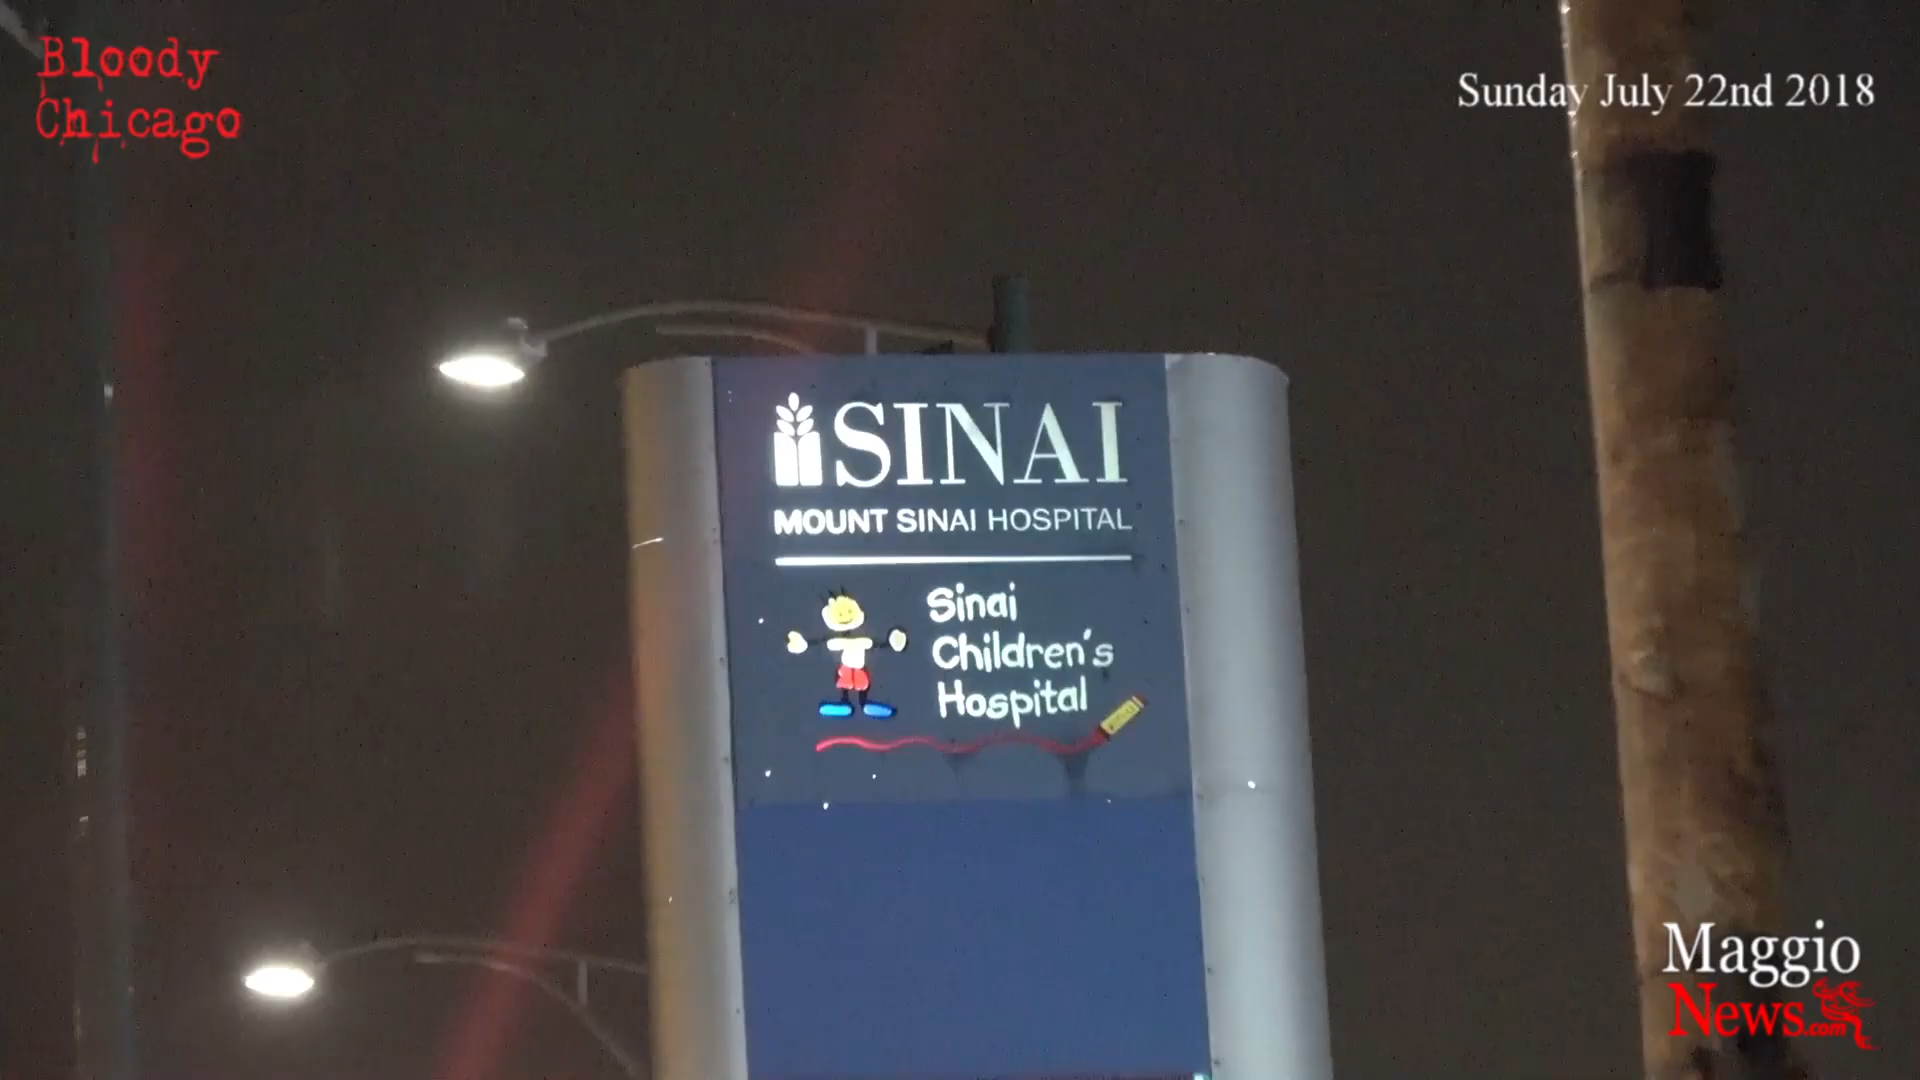 Bloody
Chicago
Sunday July 22nd 2018
SINAI
MOUNT SINAI HOSPITAL
Sinai
Children's
Hospital
Maggio
News.com